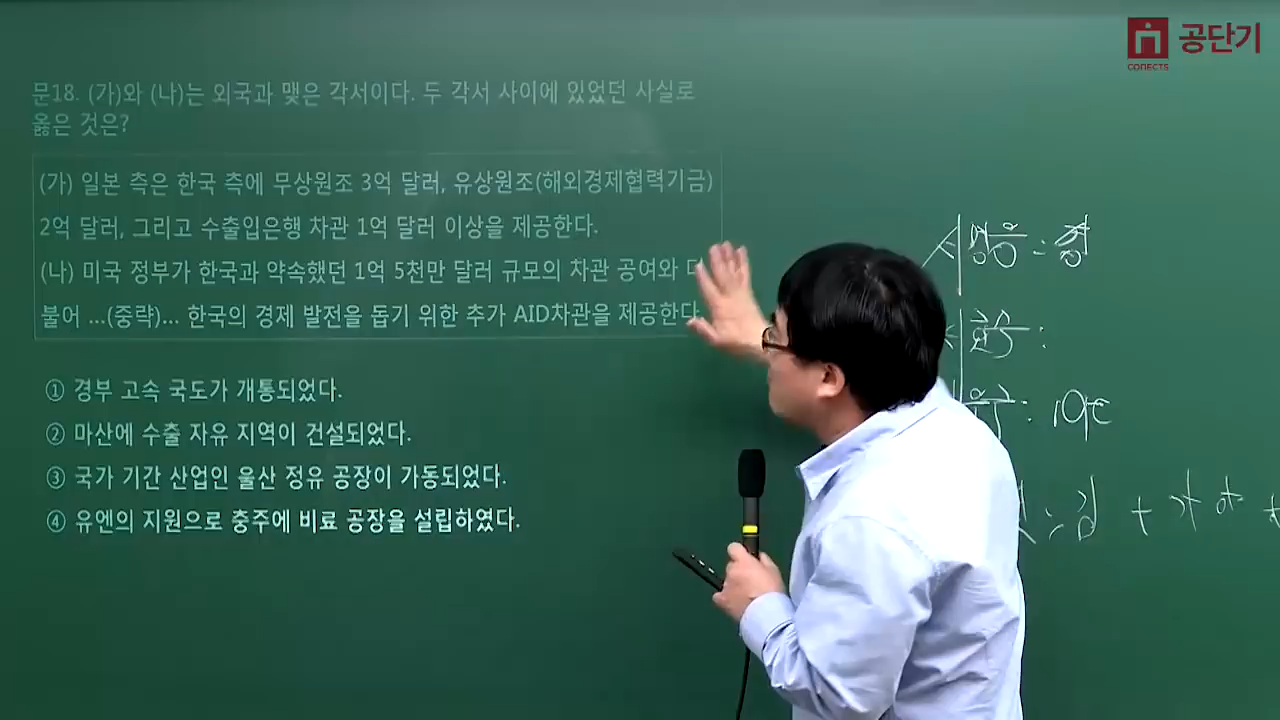 공단기
CONECTS
문18. (가)와 (나)는 외국과 맺은 각서이다. 두 각서 사이에 있었던 사실로
옳은 것은?
(가) 일본 측은 한국 측에 무상원조 3억 달러, 유상원조(해외경제협력기금)
2억 달러, 그리고 수출입은행 차관 1억 달러 이상을 제공한다.
(나) 미국 정부가 한국과 약속했던 1억 5천만 달러 규모의 차관 공여와 더
불어 ...(중략)... 한국의 경제 발전을 돕기 위한 추가 AID차관을 제공한다
① 경부 고속 국도가 개통되었다.
② 마산에 수출 자유 지역이 건설되었다.
③ 국가 기간 산업인 울산 정유 공장이 가동되었다.
④ 유엔의 지원으로 충주에 비료 공장을 설립하였다.